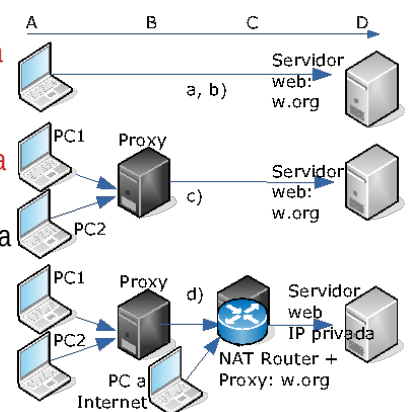 A B C D
a
Servidor
web:
w.org
a, b)
PC1
Proxy
a
Servidor
web:
w.org
c)
a
PC2
PC1
Proxy
d)
Servidor
web
IP privada
PC2
NAT Router +
Proxy: w.org
PC a
Internet